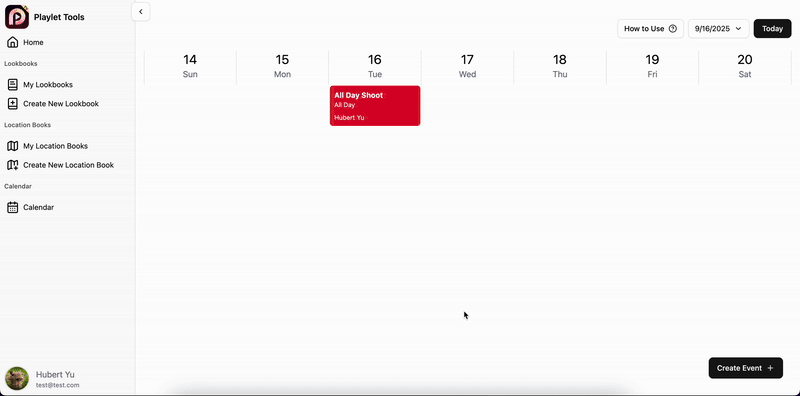 Playlet Tools
Home
Lookbooks
My Lookbooks
Create New Lookbook
Location Books
My Location Books
Create New Location Book
Calendar
Calendar
Hubert Yu
test@test.com
How to Use
9/16/2025
Today
14 15 16 17 18 19 20
Sun Mon Tue Wed Thu Fri Sat
All Day Shoot
All Day
Hubert Yu
Create Event +